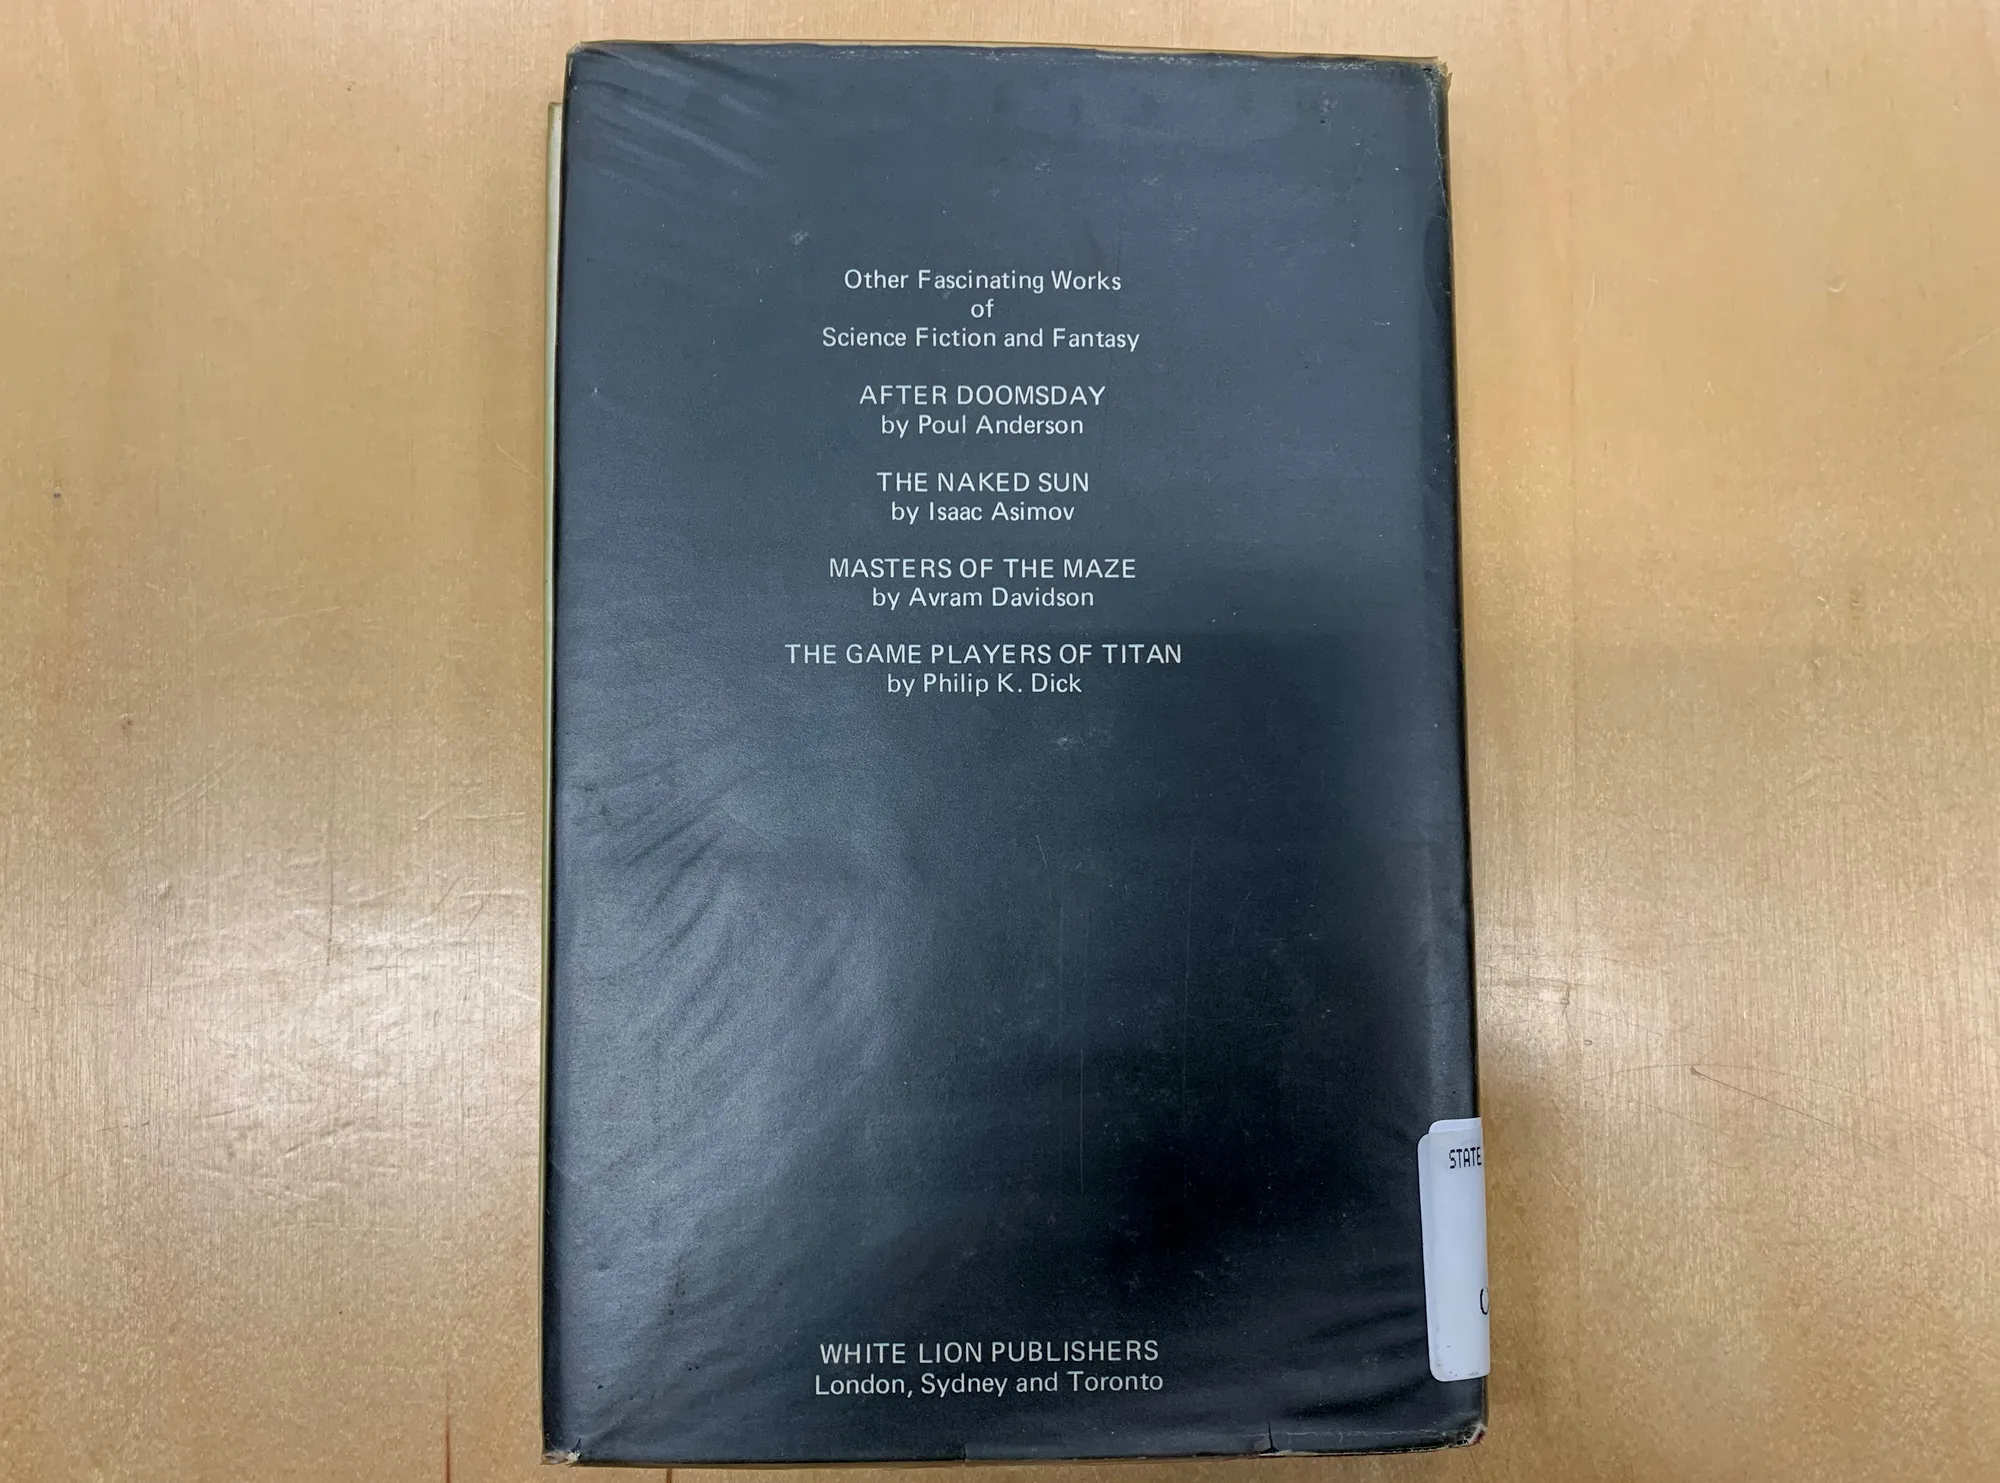 Other Fascinating Works
of
Science Fiction and Fantasy
AFTER DOOMSDAY
by Poul Anderson
THE NAKED SUN
by Isaac Asimov
MASTERS OF THE MAZE
by Avram Davidson
THE GAME PLAYERS OF TITAN
by Philip K. Dick
WHITE LION PUBLISHERS
London, Sydney and Toronto
STATE